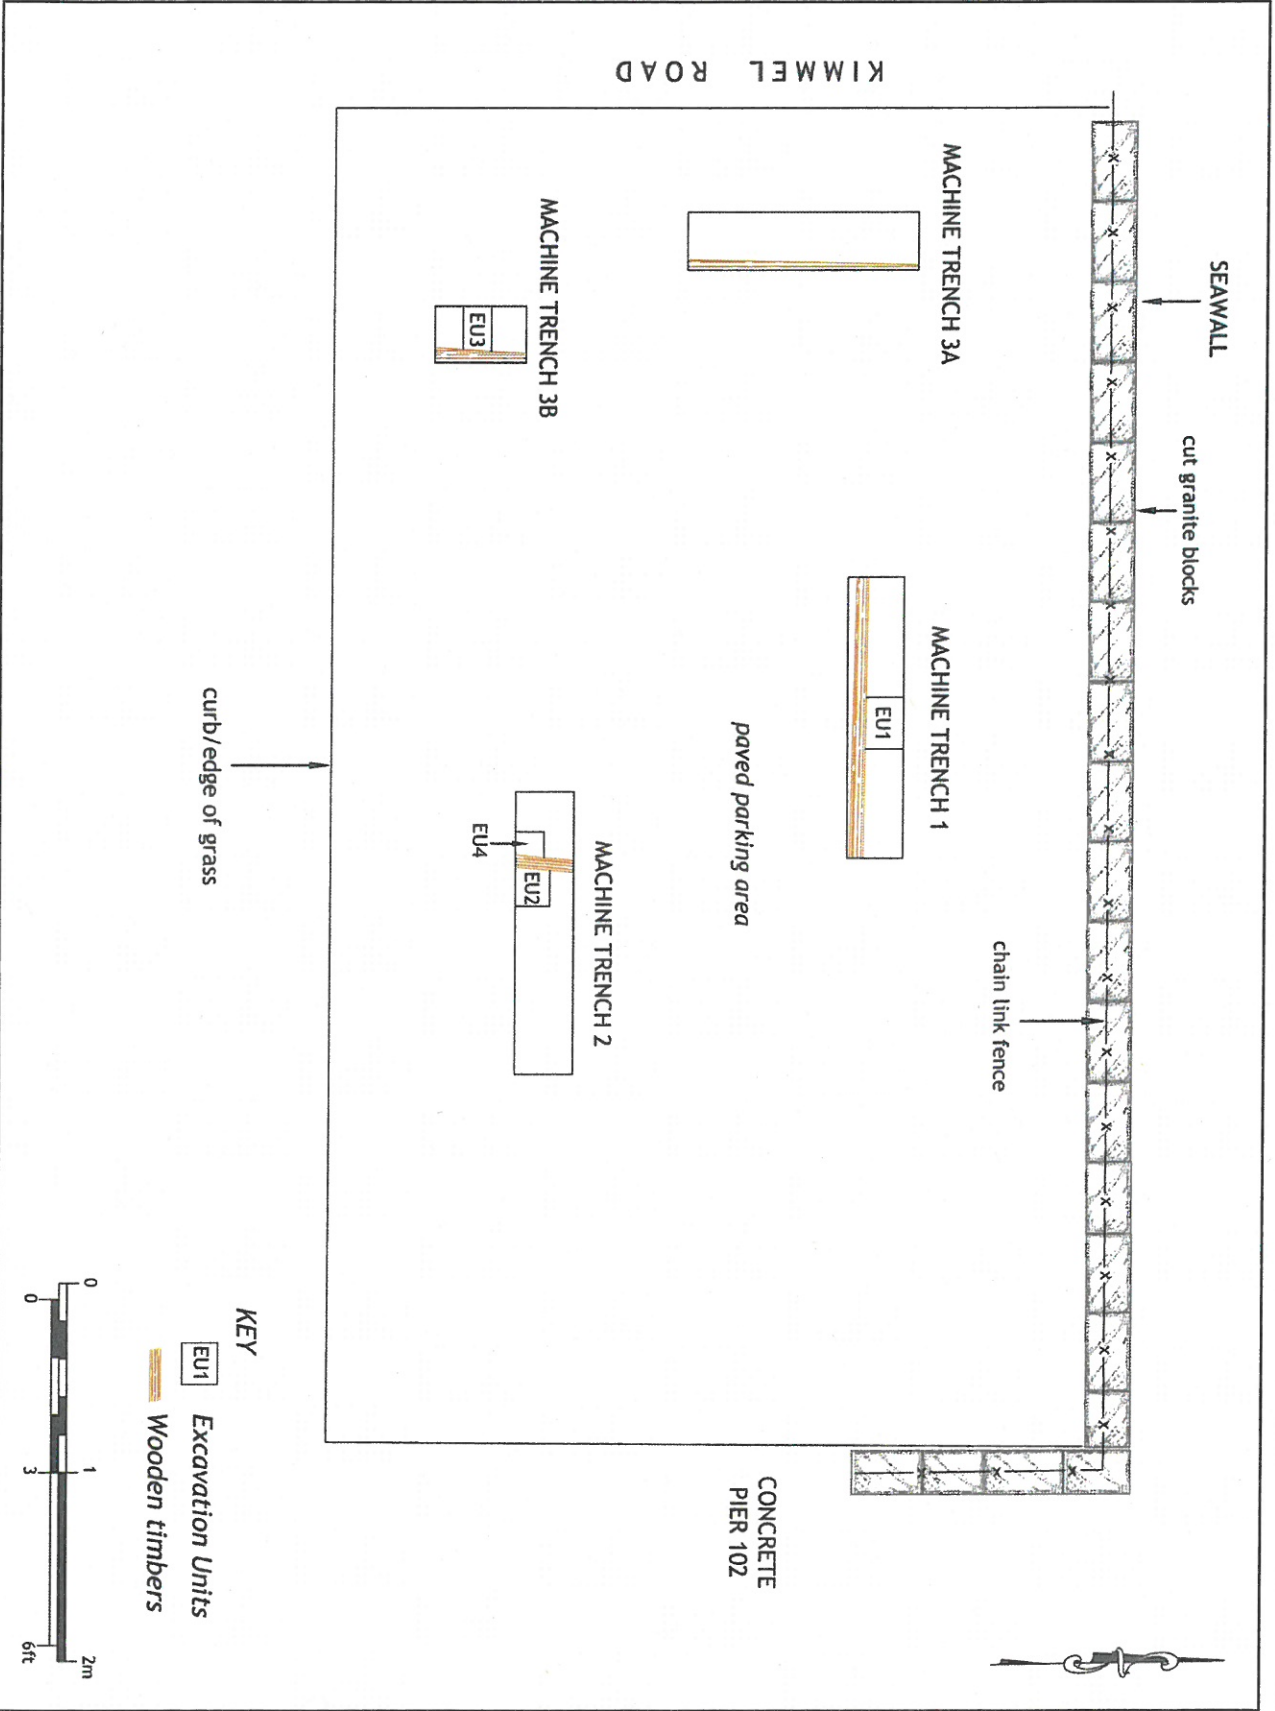 KIMMEL ROAD
SEAWALL
cut granite blocks
MACHINE TRENCH 3A
MACHINE TRENCH 3B
EU3
MACHINE TRENCH 1
EU1
paved parking area
chain link fence
MACHINE TRENCH 2
EU4
EU2
curb/edge of grass
CONCRETE
PIER 102
KEY
EU1 Excavation Units
Wooden timbers
0 1 2m
0 3 6ft